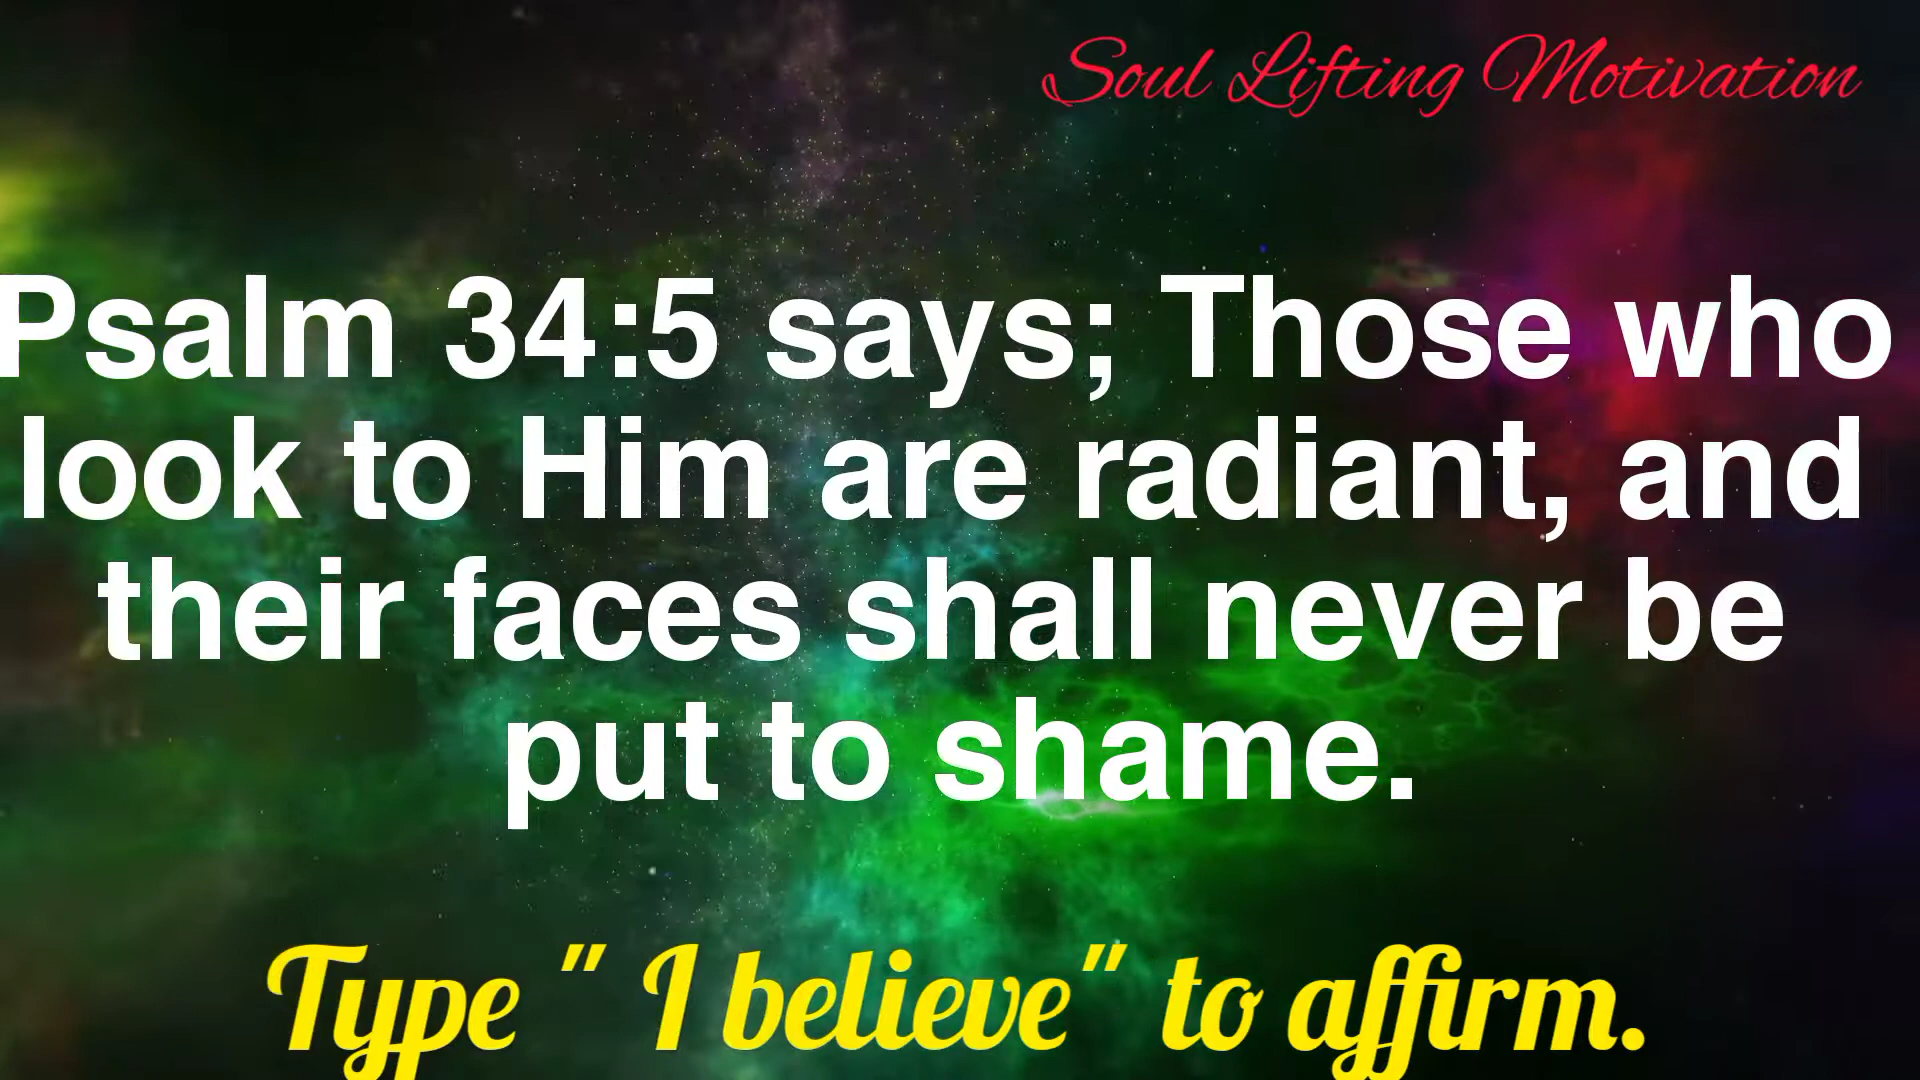 Soul Lifting Motivation
Psalm 34:5 says; Those who
look to Him are radiant, and
their faces shall never be
put to shame.
Type " I believe" to affirm.